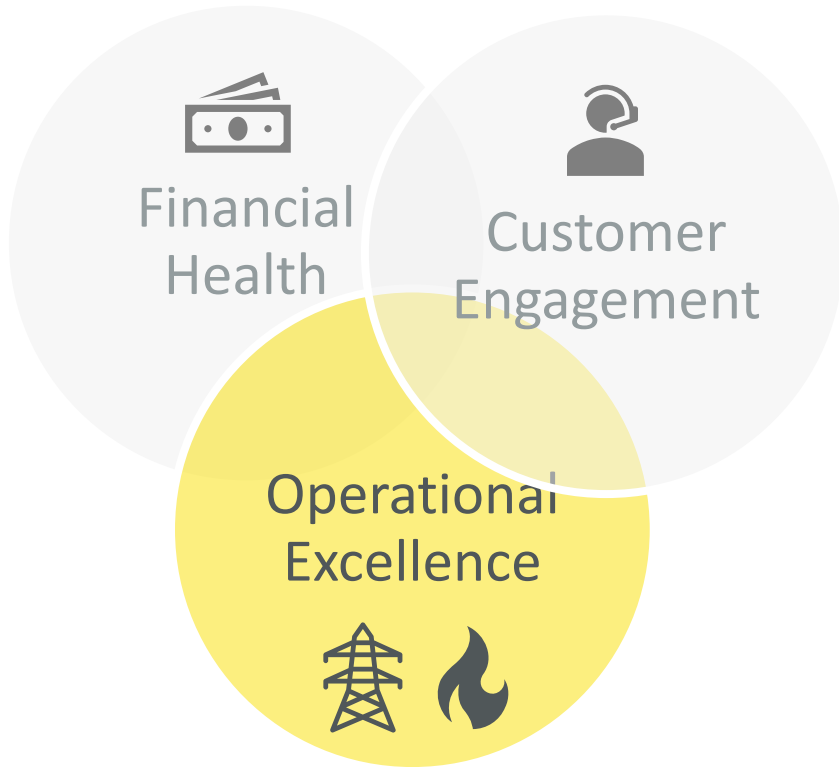 Financial
Health
Customer
Engagement
Operational
Excellence